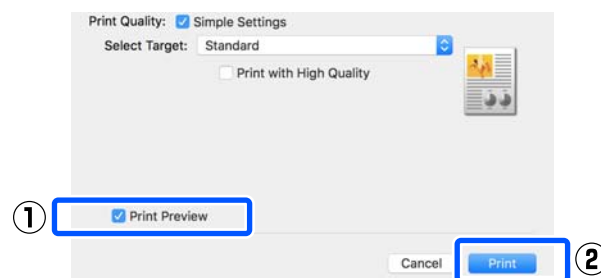 Print Quality: Simple Settings
Select Target: Standard
Print with High Quality
① Print Preview
Cancel Print ②